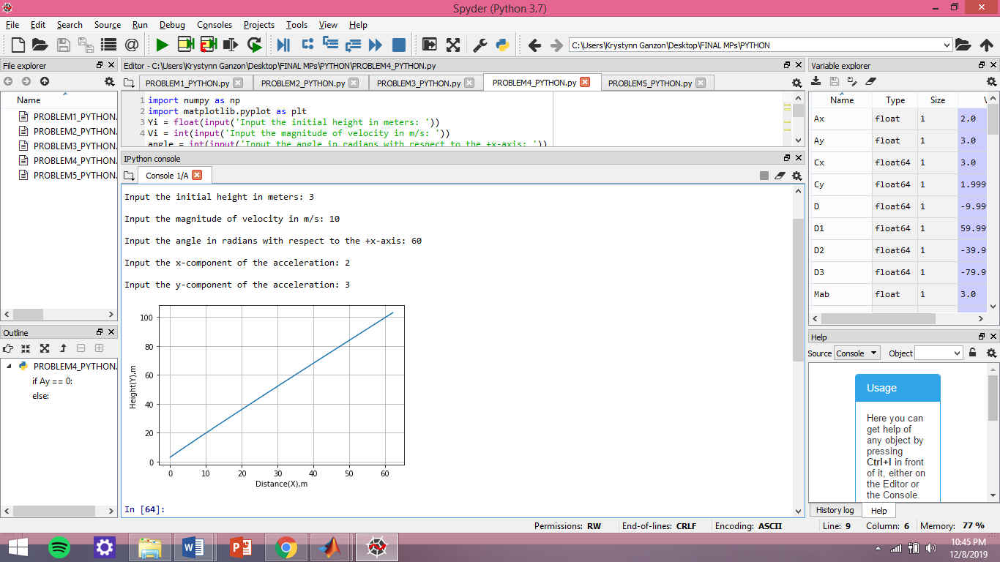 Spyder (Python 3.7)
File Edit Search Source Run Debug Consoles Projects Tools View Help
C:\Users\Krystynn Ganzon\Desktop\FINAL MPs\PYTHON
File explorer
Name
PROBLEM1_PYTHON.
PROBLEM2_PYTHON.
PROBLEM3_PYTHON.
PROBLEM4_PYTHON.
PROBLEM5_PYTHON.
Outline
PROBLEM4_PYTHON.
if Ay == 0:
else:
Editor - C:\Users\Krystynn Ganzon\Desktop\FINAL MPs\PYTHON\PROBLEM4_PYTHON.py
PROBLEM1_PYTHON.py PROBLEM2_PYTHON.py PROBLEM3_PYTHON.py PROBLEM4_PYTHON.py PROBLEM5_PYTHON.py
1 import numpy as np
2 import matplotlib.pyplot as plt
3 Yi = float(input('Input the initial height in meters: '))
4 Vi = int(input('Input the magnitude of velocity in m/s: '))
angle = int(input('Input the angle in radians with respect to the +x-axis: '))
IPython console
Console 1/A
Input the initial height in meters: 3
Input the magnitude of velocity in m/s: 10
Input the angle in radians with respect to the +x-axis: 60
Input the x-component of the acceleration: 2
Input the y-component of the acceleration: 3
Height(Y),m
100
80
60
40
20
0
0 10 20 30 40 50 60
Distance(X),m
In [64]:
Variable explorer
Name Type Size
Ax float 1 2.0
Ay float 1 3.0
Cx float64 1 3.0
Cy float64 1 1.999
D float64 1 -9.99
D1 float64 1 59.99
D2 float64 1 -39.9
D3 float64 1 -79.9
Mab float 1 3.0
Help
Source Console Object
Usage
Here you can
get help of
any object by
pressing
Ctrl+I in front
of it, either on
the Editor or
the Console.
History log Help
Permissions: RW End-of-lines: CRLF Encoding: ASCII Line: 9 Column: 6 Memory: 77 %
10:45 PM
12/8/2019